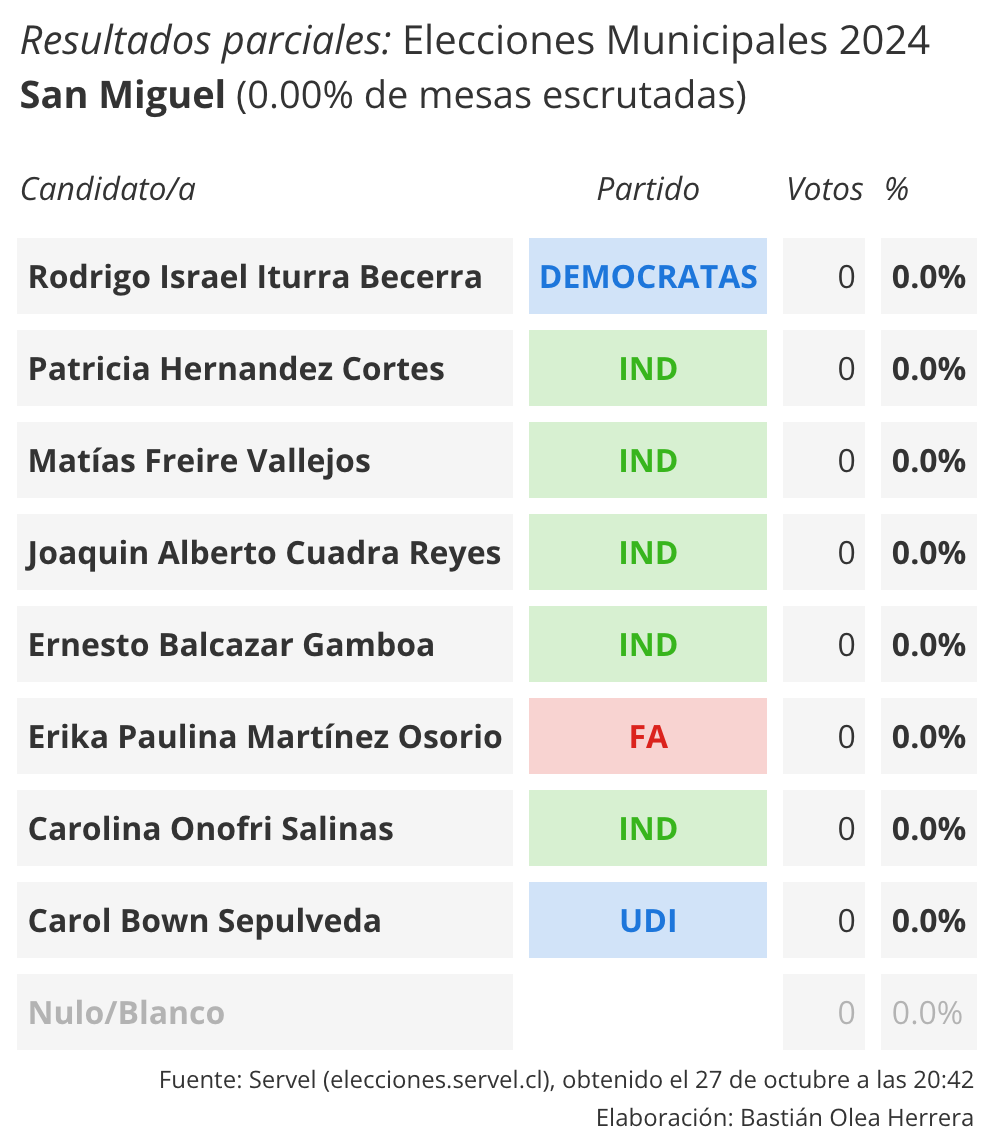 Resultados parciales: Elecciones Municipales 2024
San Miguel (0.00% de mesas escrutadas)
Candidato/a Partido Votos %
Rodrigo Israel Iturra Becerra DEMOCRATAS 0 0.0%
Patricia Hernandez Cortes IND 0 0.0%
Matías Freire Vallejos IND 0 0.0%
Joaquin Alberto Cuadra Reyes IND 0 0.0%
Ernesto Balcazar Gamboa IND 0 0.0%
Erika Paulina Martínez Osorio FA 0 0.0%
Carolina Onofri Salinas IND 0 0.0%
Carol Bown Sepulveda UDI 0 0.0%
Nulo/Blanco 0 0.0%
Fuente: Servel (elecciones.servel.cl), obtenido el 27 de octubre a las 20:42
Elaboración: Bastián Olea Herrera